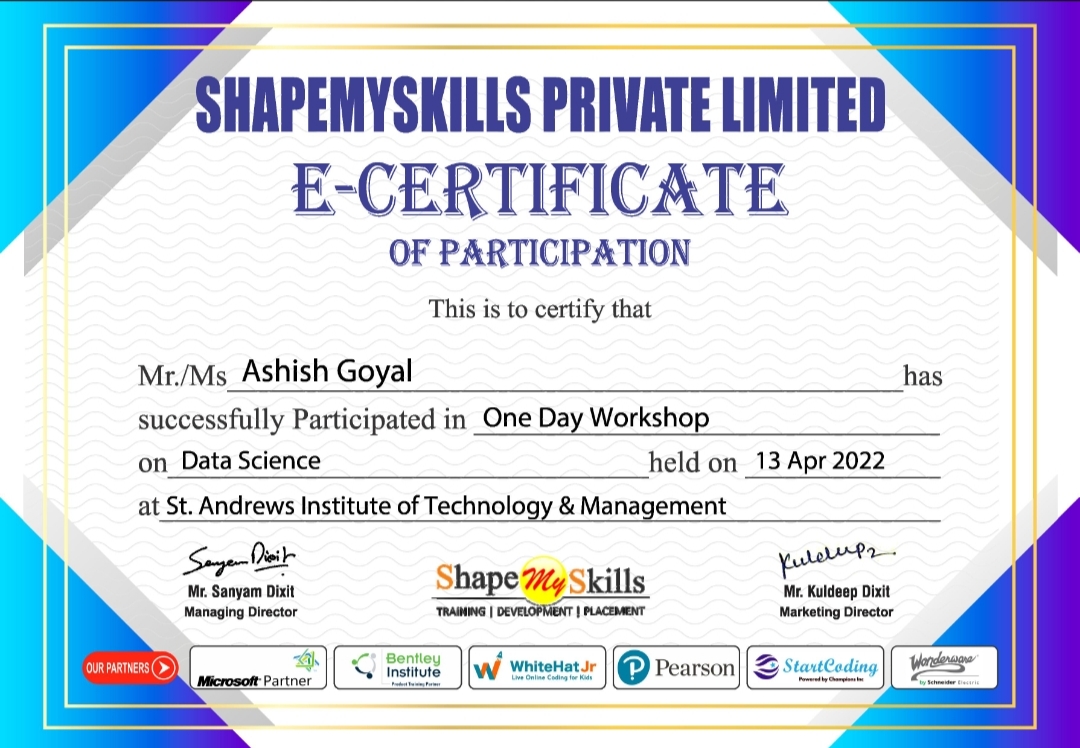 SHAPEMYSKILLS PRIVATE LIMITED
E-CERTIFICATE
OF PARTICIPATION
This is to certify that
Mr./Ms Ashish Goyal has
successfully Participated in One Day Workshop
on Data Science held on 13 Apr 2022
at St. Andrews Institute of Technology & Management
Sanyam Dixit
Mr. Sanyam Dixit
Managing Director
Shape My Skills
TRAINING | DEVELOPMENT | PLACEMENT
Mr. Kuldeep Dixit
Marketing Director
OUR PARTNERS
Microsoft Partner
Bentley
Institute
Product Training Partner
WhiteHat Jr
Live Online Coding for Kids
P Pearson
StartCoding
Powered by Champions Inc
Wonderware
by Schneider Electric